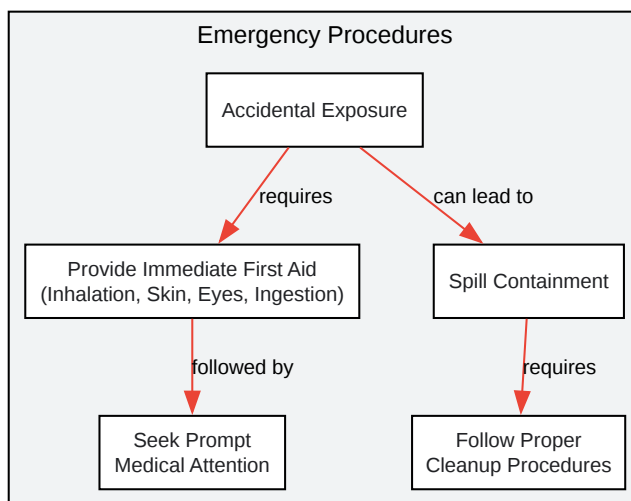 Emergency Procedures
Accidental Exposure
requires
can lead to
Provide Immediate First Aid
(Inhalation, Skin, Eyes, Ingestion)
Spill Containment
followed by
requires
Seek Prompt
Medical Attention
Follow Proper
Cleanup Procedures